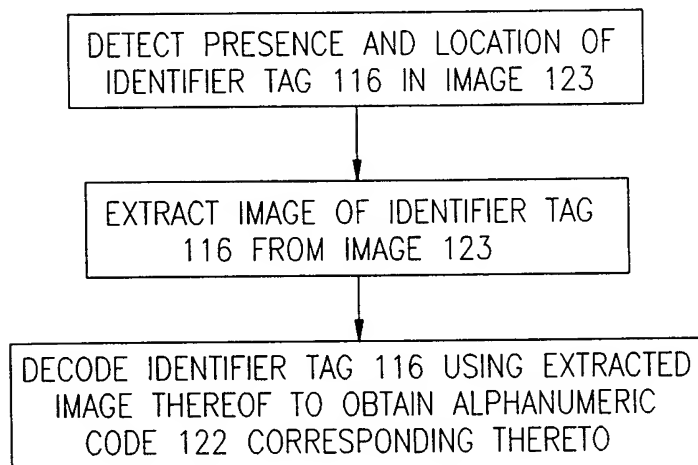 DETECT PRESENCE AND LOCATION OF
IDENTIFIER TAG 116 IN IMAGE 123
EXTRACT IMAGE OF IDENTIFIER TAG
116 FROM IMAGE 123
DECODE IDENTIFIER TAG 116 USING EXTRACTED
IMAGE THEREOF TO OBTAIN ALPHANUMERIC
CODE 122 CORRESPONDING THERETO